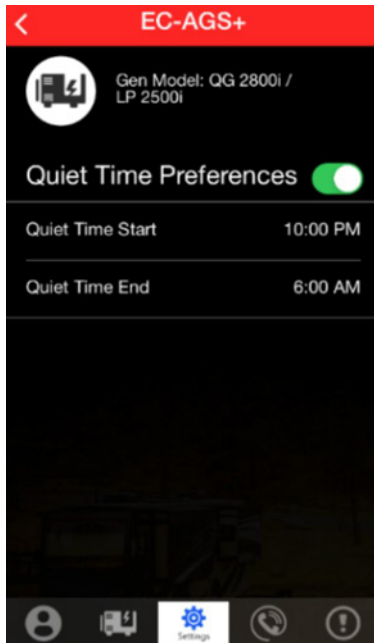 EC-AGS+
Gen Model: QG 2800i /
LP 2500i
Quiet Time Preferences
Quiet Time Start 10:00 PM
Quiet Time End 6:00 AM
Settings